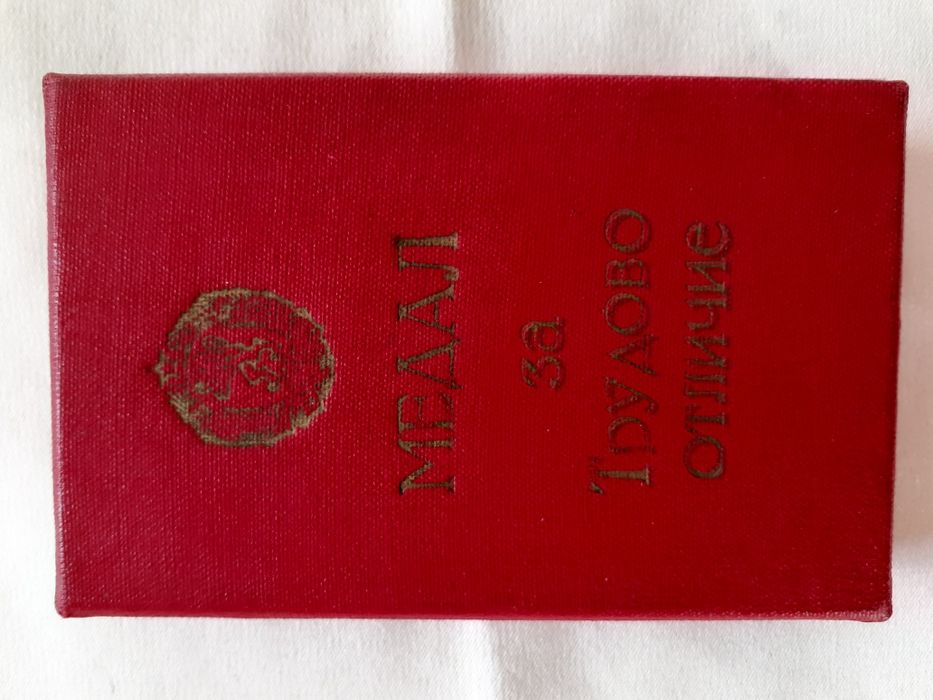 МЕДАЛ
за
Трудово
отличие